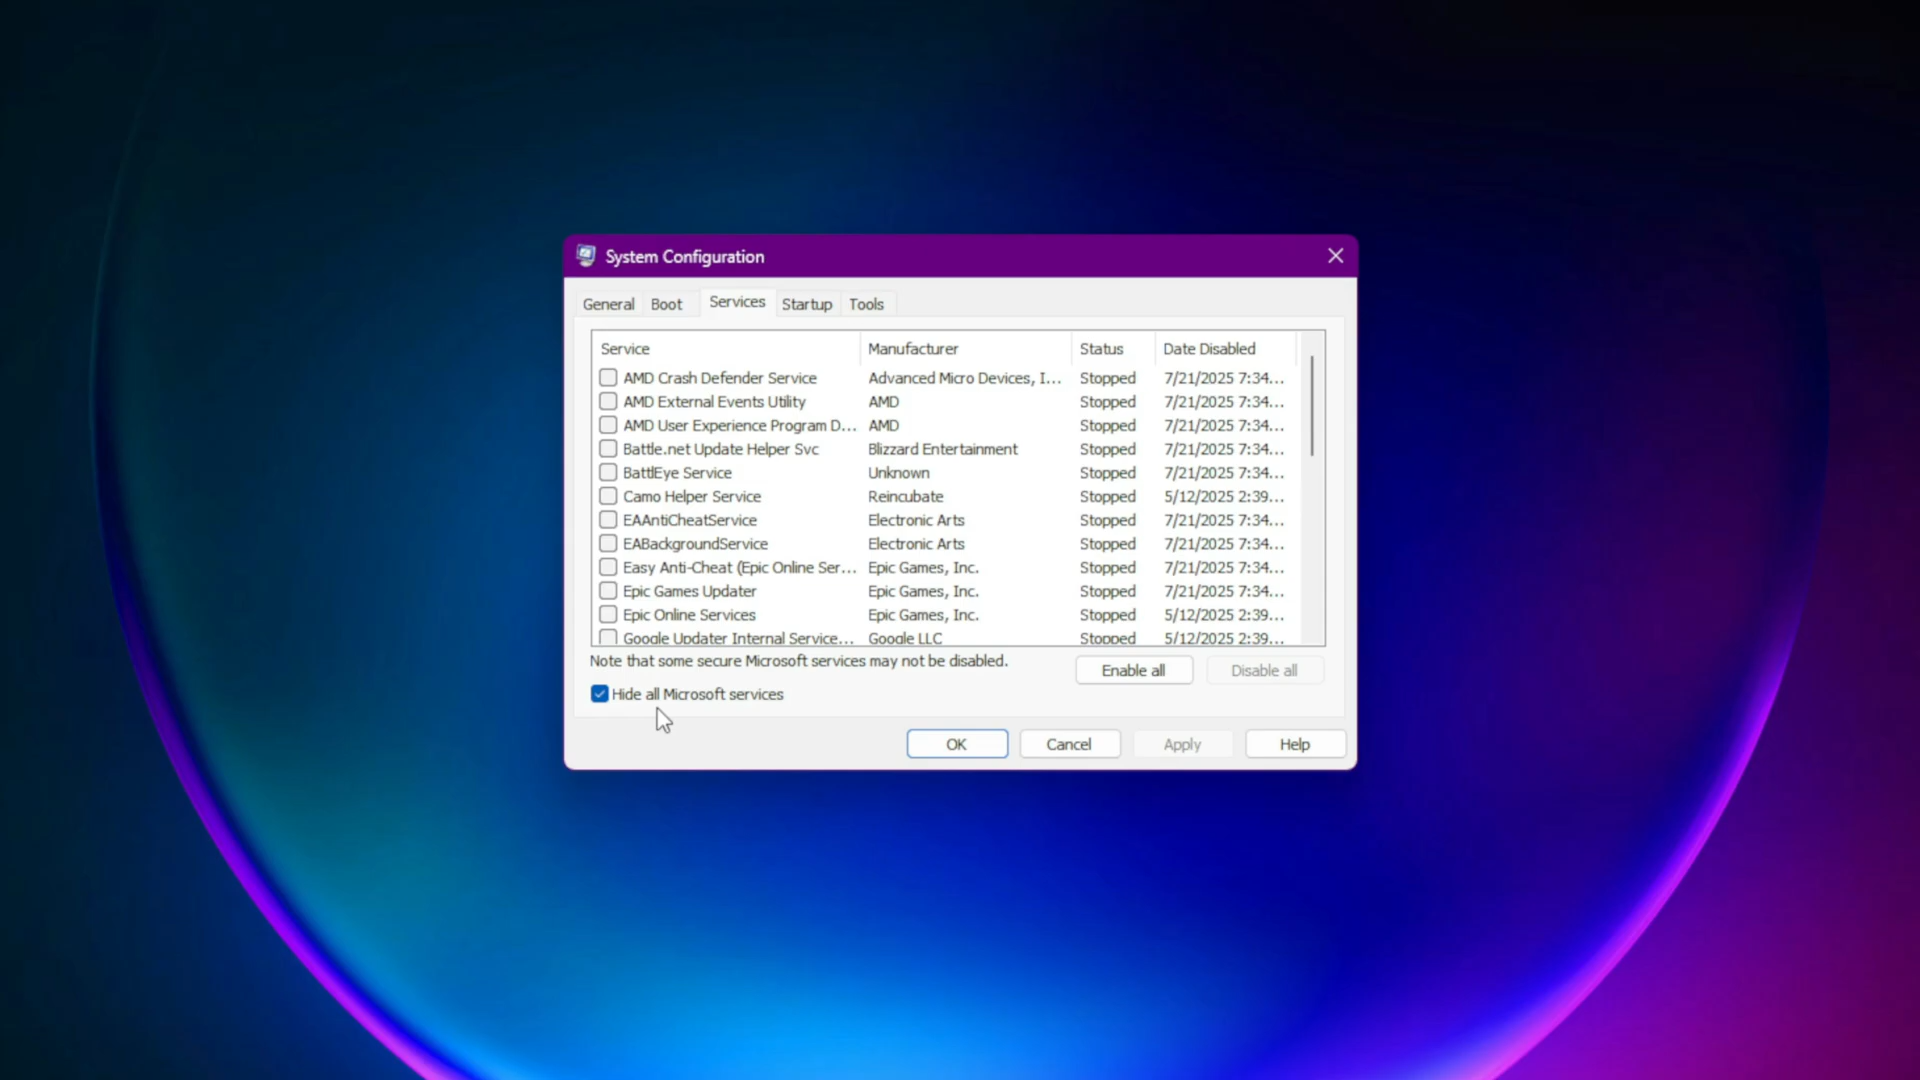 System Configuration
General Boot Services Startup Tools
Service Manufacturer Status Date Disabled
AMD Crash Defender Service Advanced Micro Devices, I... Stopped 7/21/2025 7:34...
AMD External Events Utility AMD Stopped 7/21/2025 7:34...
AMD User Experience Program D... AMD Stopped 7/21/2025 7:34...
Battle.net Update Helper Svc Blizzard Entertainment Stopped 7/21/2025 7:34...
BattlEye Service Unknown Stopped 7/21/2025 7:34...
Camo Helper Service Reincubate Stopped 5/12/2025 2:39...
EAAntiCheatService Electronic Arts Stopped 7/21/2025 7:34...
EABackgroundService Electronic Arts Stopped 7/21/2025 7:34...
Easy Anti-Cheat (Epic Online Ser... Epic Games, Inc. Stopped 7/21/2025 7:34...
Epic Games Updater Epic Games, Inc. Stopped 7/21/2025 7:34...
Epic Online Services Epic Games, Inc. Stopped 5/12/2025 2:39...
Google Updater Internal Service... Google LLC Stopped 5/12/2025 2:39...
Note that some secure Microsoft services may not be disabled.
Enable all Disable all
Hide all Microsoft services
OK Cancel Apply Help